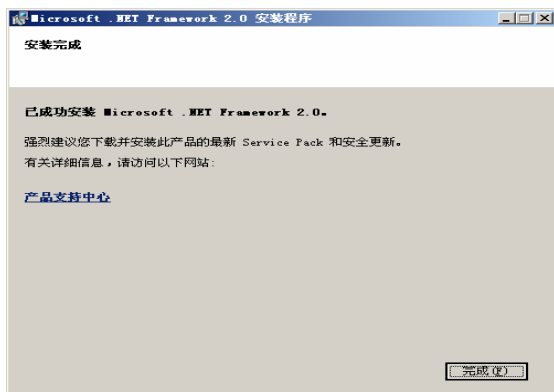 Microsoft .NET Framework 2.0 安装程序
安装完成
已成功安装 Microsoft .NET Framework 2.0。
强烈建议您下载并安装此产品的最新 Service Pack 和安全更新。
有关详细信息，请访问以下网站:
产品支持中心
完成(F)